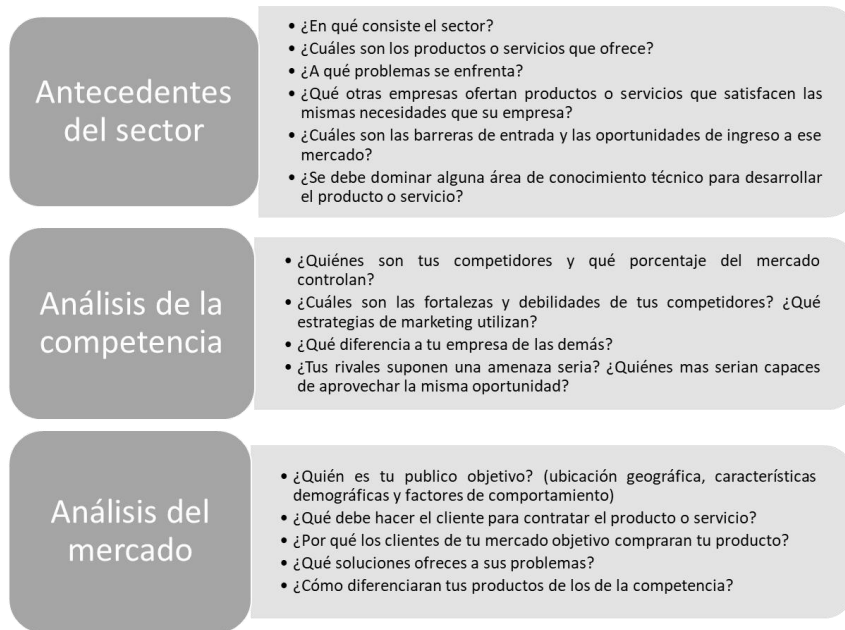 Antecedentes
del sector
• ¿En qué consiste el sector?
• ¿Cuáles son los productos o servicios que ofrece?
• ¿A qué problemas se enfrenta?
• ¿Qué otras empresas ofertan productos o servicios que satisfacen las
mismas necesidades que su empresa?
• ¿Cuáles son las barreras de entrada y las oportunidades de ingreso a ese
mercado?
• ¿Se debe dominar alguna área de conocimiento técnico para desarrollar
el producto o servicio?
Análisis de la
competencia
• ¿Quiénes son tus competidores y qué porcentaje del mercado
controlan?
• ¿Cuáles son las fortalezas y debilidades de tus competidores? ¿Qué
estrategias de marketing utilizan?
• ¿Qué diferencia a tu empresa de las demás?
• ¿Tus rivales suponen una amenaza seria? ¿Quiénes mas serian capaces
de aprovechar la misma oportunidad?
Análisis del
mercado
• ¿Quién es tu publico objetivo? (ubicación geográfica, características
demográficas y factores de comportamiento)
• ¿Qué debe hacer el cliente para contratar el producto o servicio?
• ¿Por qué los clientes de tu mercado objetivo compraran tu producto?
• ¿Qué soluciones ofreces a sus problemas?
• ¿Cómo diferenciaran tus productos de los de la competencia?